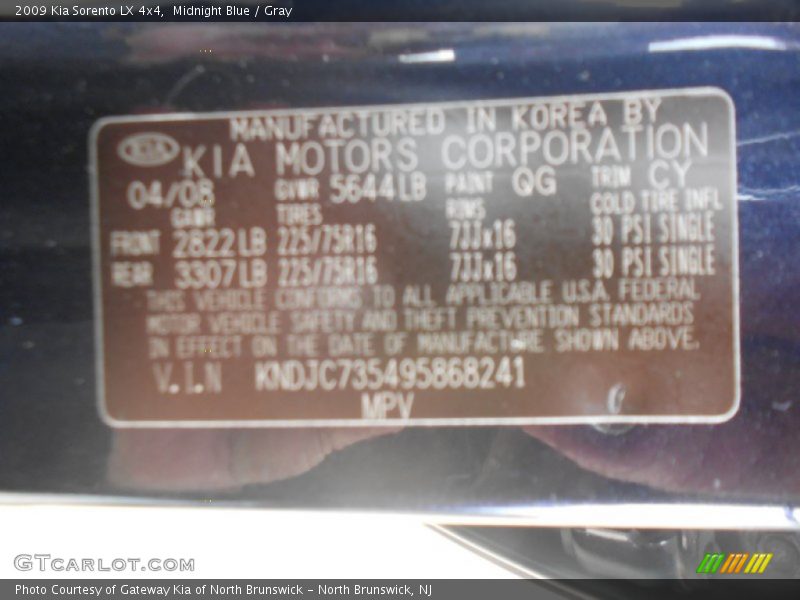 2009 Kia Sorento LX 4x4, Midnight Blue / Gray
MANUFACTURED IN KOREA BY
KIA KIA MOTORS CORPORATION
04/08 GVWR 5644LB PAINT QG TRIM CY
GAWR TIRES RIMS COLD TIRE INFL
FRONT 2822LB 225/75R16 7JJx16 30 PSI SINGLE
REAR 3307LB 225/75R16 7JJx16 30 PSI SINGLE
THIS VEHICLE CONFORMS TO ALL APPLICABLE U.S.A. FEDERAL
MOTOR VEHICLE SAFETY AND THEFT PREVENTION STANDARDS
IN EFFECT ON THE DATE OF MANUFACTURE SHOWN ABOVE.
V.I.N KNDJC735495868241
MPV
GTCARLOT.COM
Photo Courtesy of Gateway Kia of North Brunswick - North Brunswick, NJ